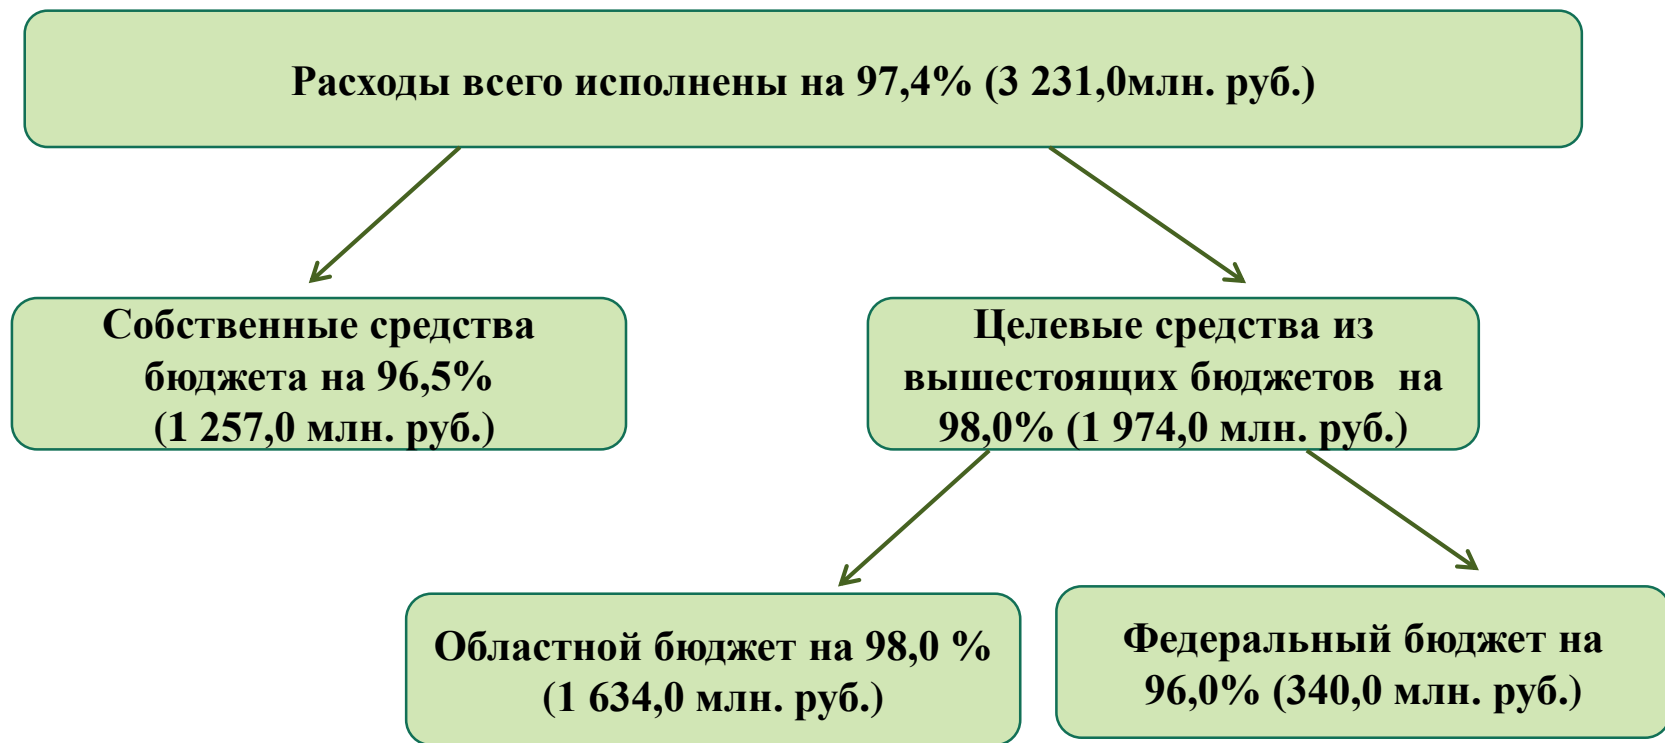 Расходы всего исполнены на 97,4% (3 231,0млн. руб.)
Собственные средства
бюджета на 96,5%
(1 257,0 млн. руб.)
Целевые средства из
вышестоящих бюджетов  на
98,0% (1 974,0 млн. руб.)
Областной бюджет на 98,0 %
(1 634,0 млн. руб.)
Федеральный бюджет на
96,0% (340,0 млн. руб.)